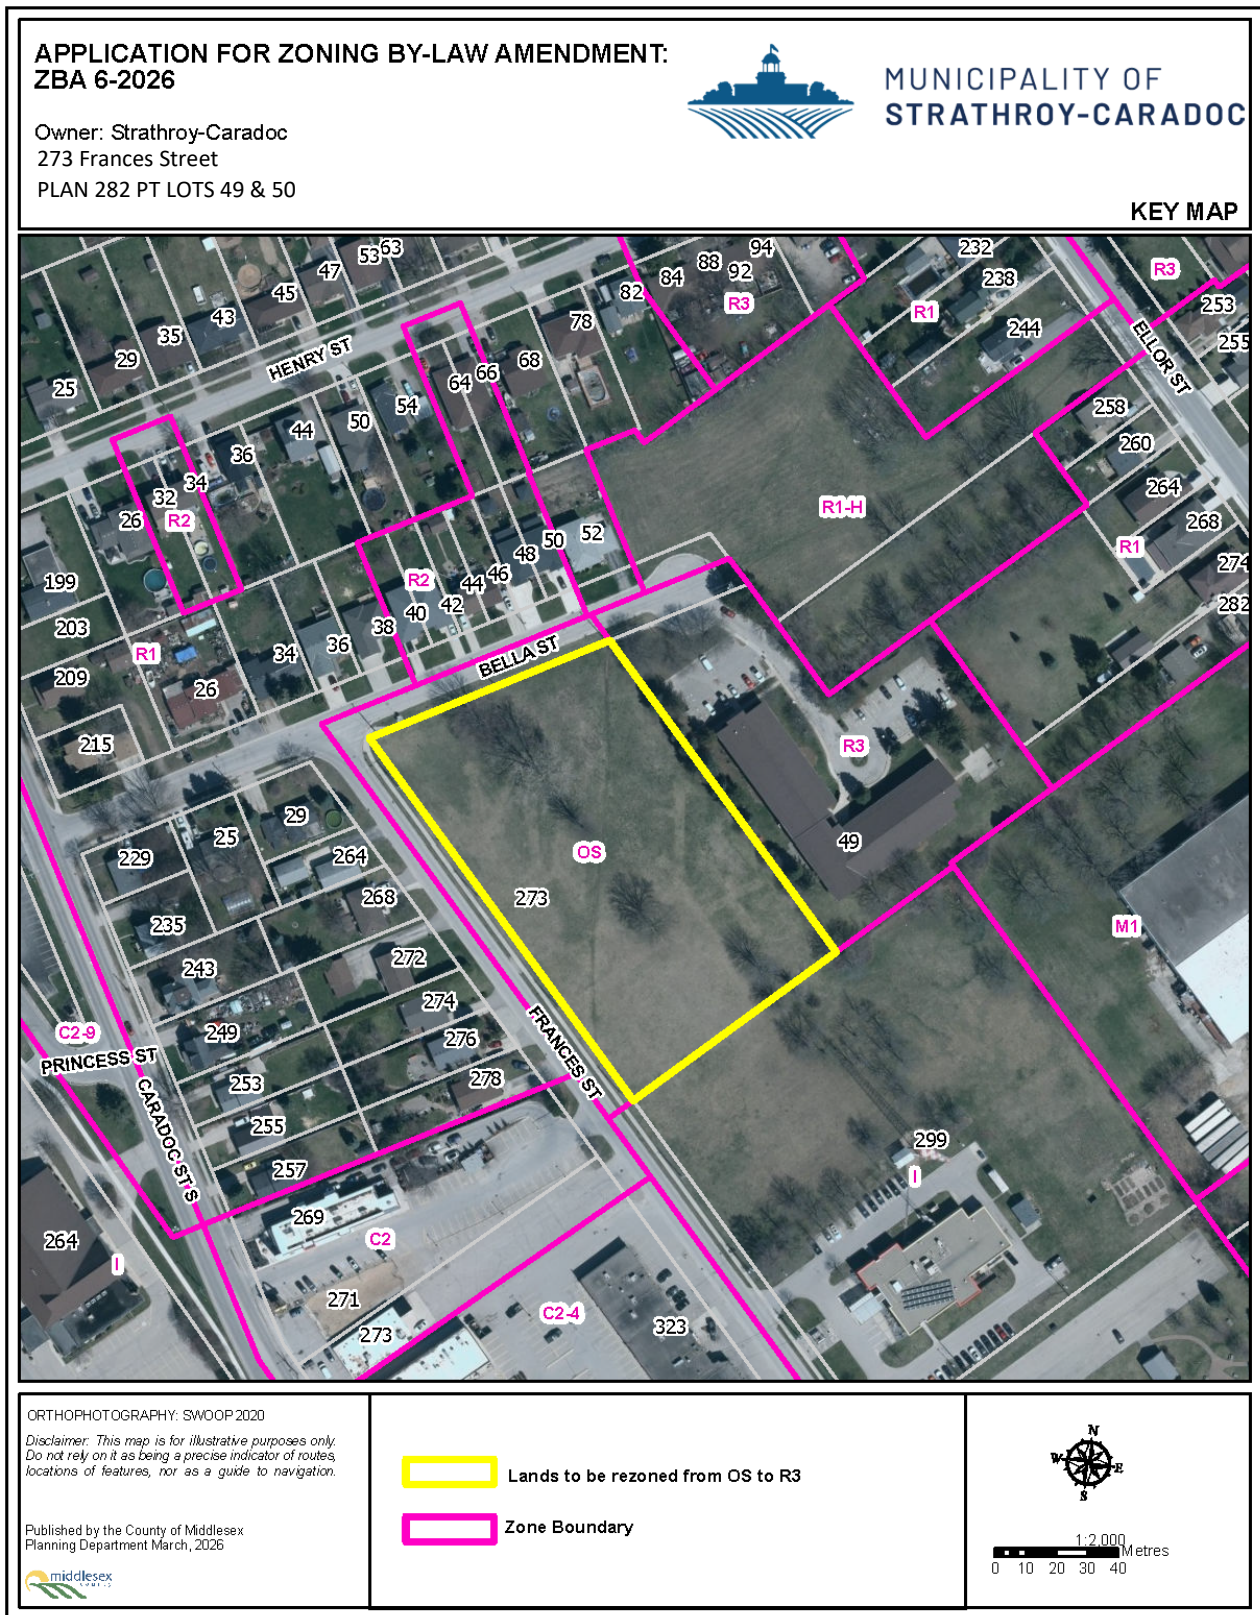 APPLICATION FOR ZONING BY-LAW AMENDMENT:
ZBA 6-2026
Owner: Strathroy-Caradoc
273 Frances Street
PLAN 282 PT LOTS 49 & 50
MUNICIPALITY OF
STRATHROY-CARADOC
KEY MAP
63
53
47
45
43
35
29
25
HENRY ST
94
88
92
84
82
R3
78
68
66
64
54
50
44
36
34
32
26
R2
232
238
R1
244
R3
253
255
ELLOR ST
258
260
264
268
274
282
R1
R1-H
52
50
48
46
44
42
40
R2
38
36
34
26
199
203
209
R1
215
BELLA ST
R3
49
OS
273
29
25
229
264
268
235
243
272
274
276
278
249
253
255
257
FRANCES ST
M1
C2-9
PRINCESS ST
CARADOC ST S
299
I
264
I
269
C2
271
273
C2-4
323
ORTHOPHOTOGRAPHY: SWOOP 2020
Disclaimer: This map is for illustrative purposes only.
Do not rely on it as being a precise indicator of routes,
locations of features, nor as a guide to navigation.
Published by the County of Middlesex
Planning Department March, 2026
middlesex
county
Lands to be rezoned from OS to R3
Zone Boundary
N
W
E
S
1:2,000
Metres
0 10 20 30 40